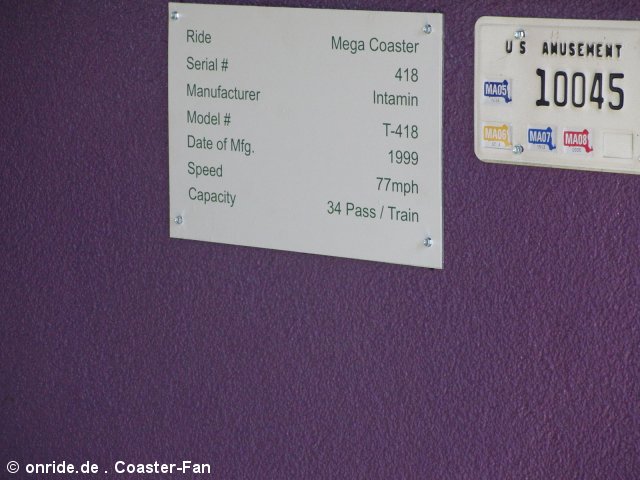 Ride Mega Coaster
Serial # 418
Manufacturer Intamin
Model # T-418
Date of Mfg. 1999
Speed 77mph
Capacity 34 Pass / Train
US AMUSEMENT
10045
MA05
MA06 MA07 MA08
© onride.de . Coaster-Fan